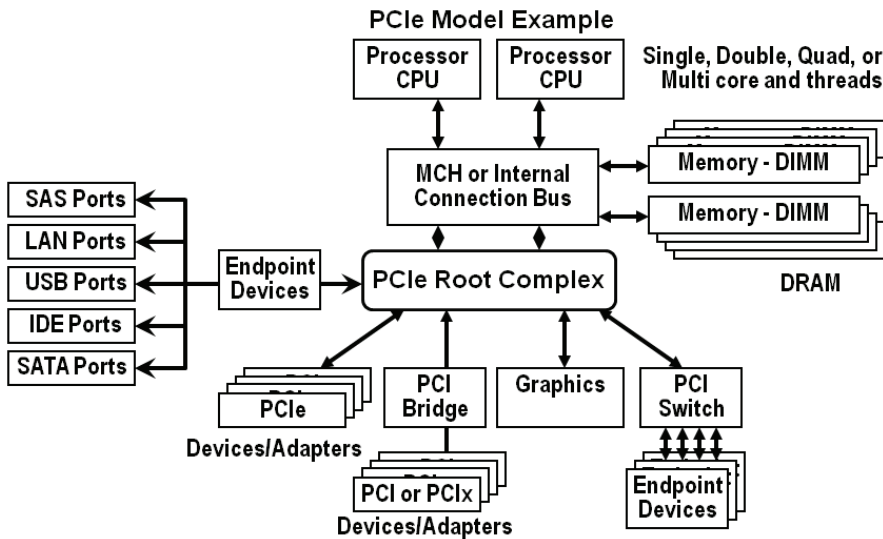 PCIe Model Example
Processor
CPU
Processor
CPU
Single, Double, Quad, or
Multi core and threads
MCH or Internal
Connection Bus
Memory - DIMM
Memory - DIMM
DRAM
SAS Ports
LAN Ports
USB Ports
IDE Ports
SATA Ports
Endpoint
Devices
PCIe Root Complex
PCIe
Devices/Adapters
PCI
Bridge
Graphics
PCI
Switch
PCI or PCIx
Devices/Adapters
Endpoint
Devices